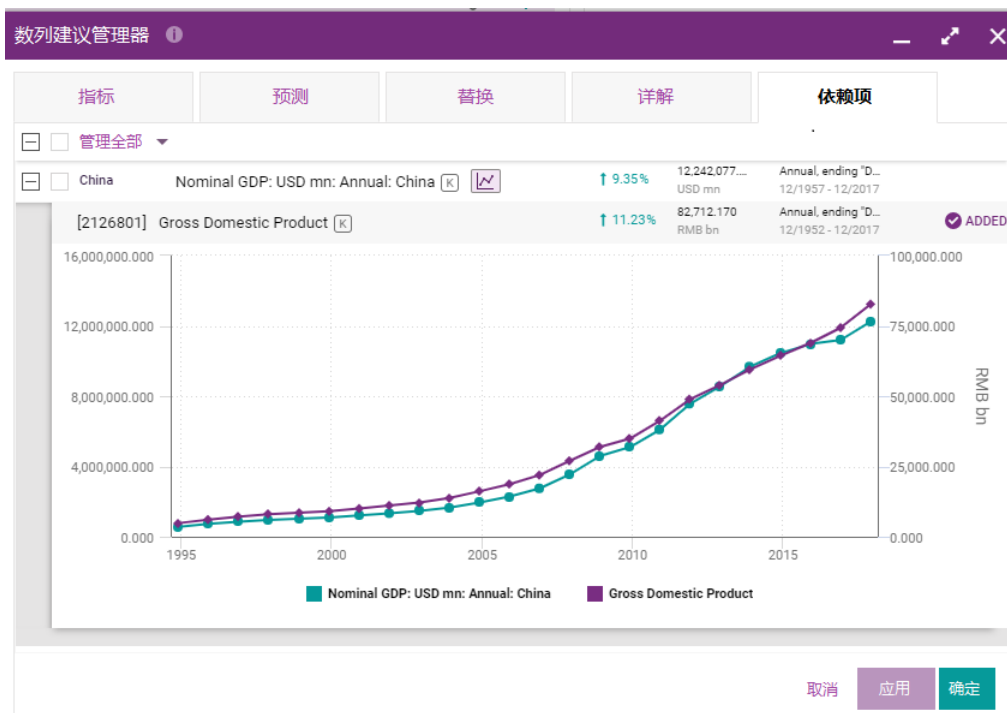 数列建议管理器
指标 预测 替换 详解 依赖项
管理全部
China Nominal GDP: USD mn: Annual: China K 9.35% 12,242,077.... Annual, ending "D...
USD mn 12/1957 - 12/2017
[2126801] Gross Domestic Product K 11.23% 82,712.170 Annual, ending "D... ADDED
RMB bn 12/1952 - 12/2017
16,000,000.000 100,000.000
12,000,000.000 75,000.000
8,000,000.000 50,000.000
RMB bn
4,000,000.000 25,000.000
0.000 0.000
1995 2000 2005 2010 2015
Nominal GDP: USD mn: Annual: China Gross Domestic Product
取消 应用 确定